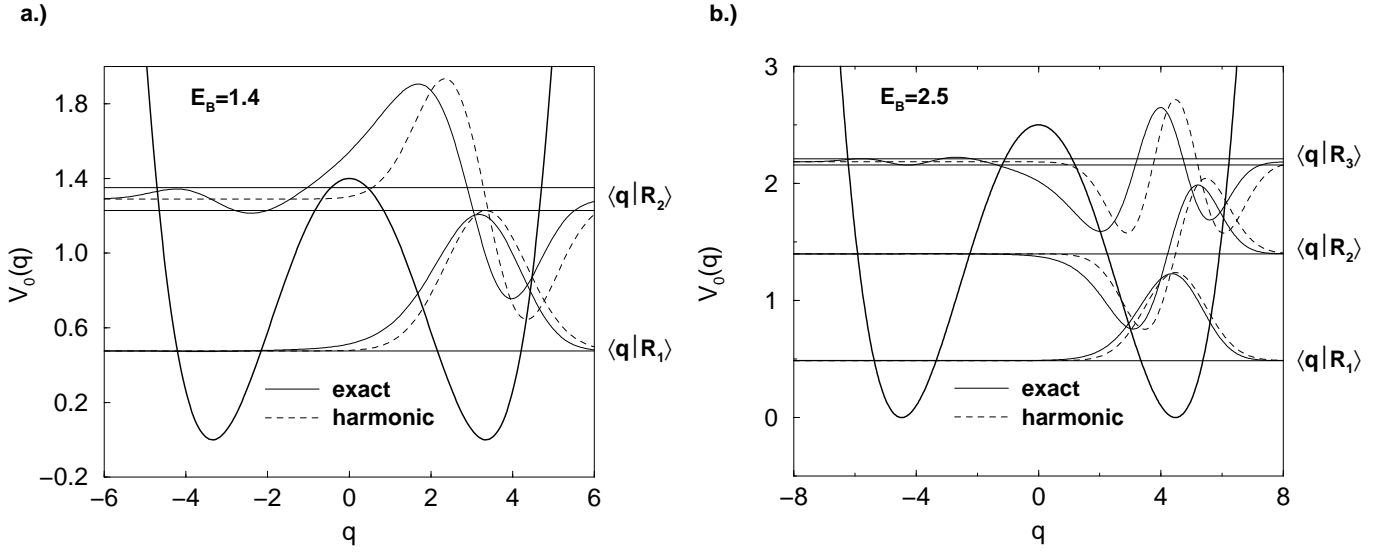 a.)
E_B=1.4
1.8
1.4
1.0
0.6
0.2
−0.2
V_0(q)
−6 −4 −2 0 2 4 6
q
⟨q|R_2⟩
⟨q|R_1⟩
exact
harmonic
b.)
E_B=2.5
3
2
1
0
V_0(q)
−8 −4 0 4 8
q
⟨q|R_3⟩
⟨q|R_2⟩
⟨q|R_1⟩
exact
harmonic